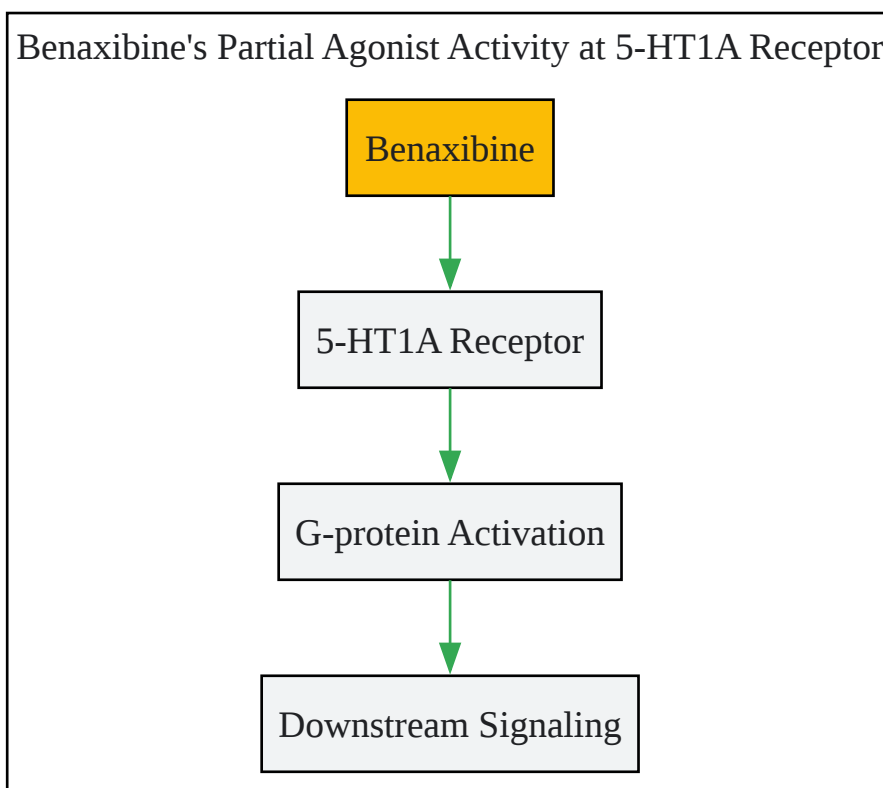 Benaxibine's Partial Agonist Activity at 5-HT1A Receptor
Benaxibine
5-HT1A Receptor
G-protein Activation
Downstream Signaling